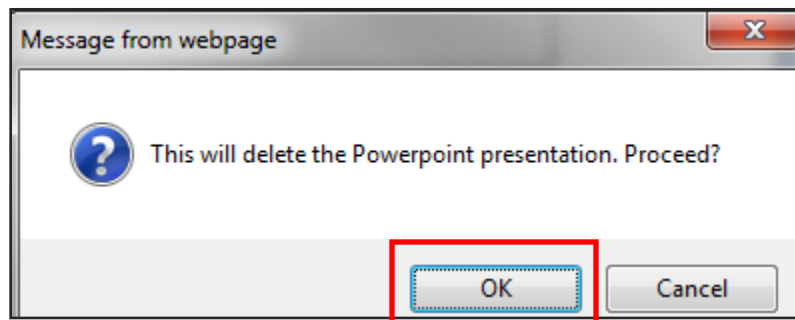 Message from webpage
This will delete the Powerpoint presentation. Proceed?
OK
Cancel